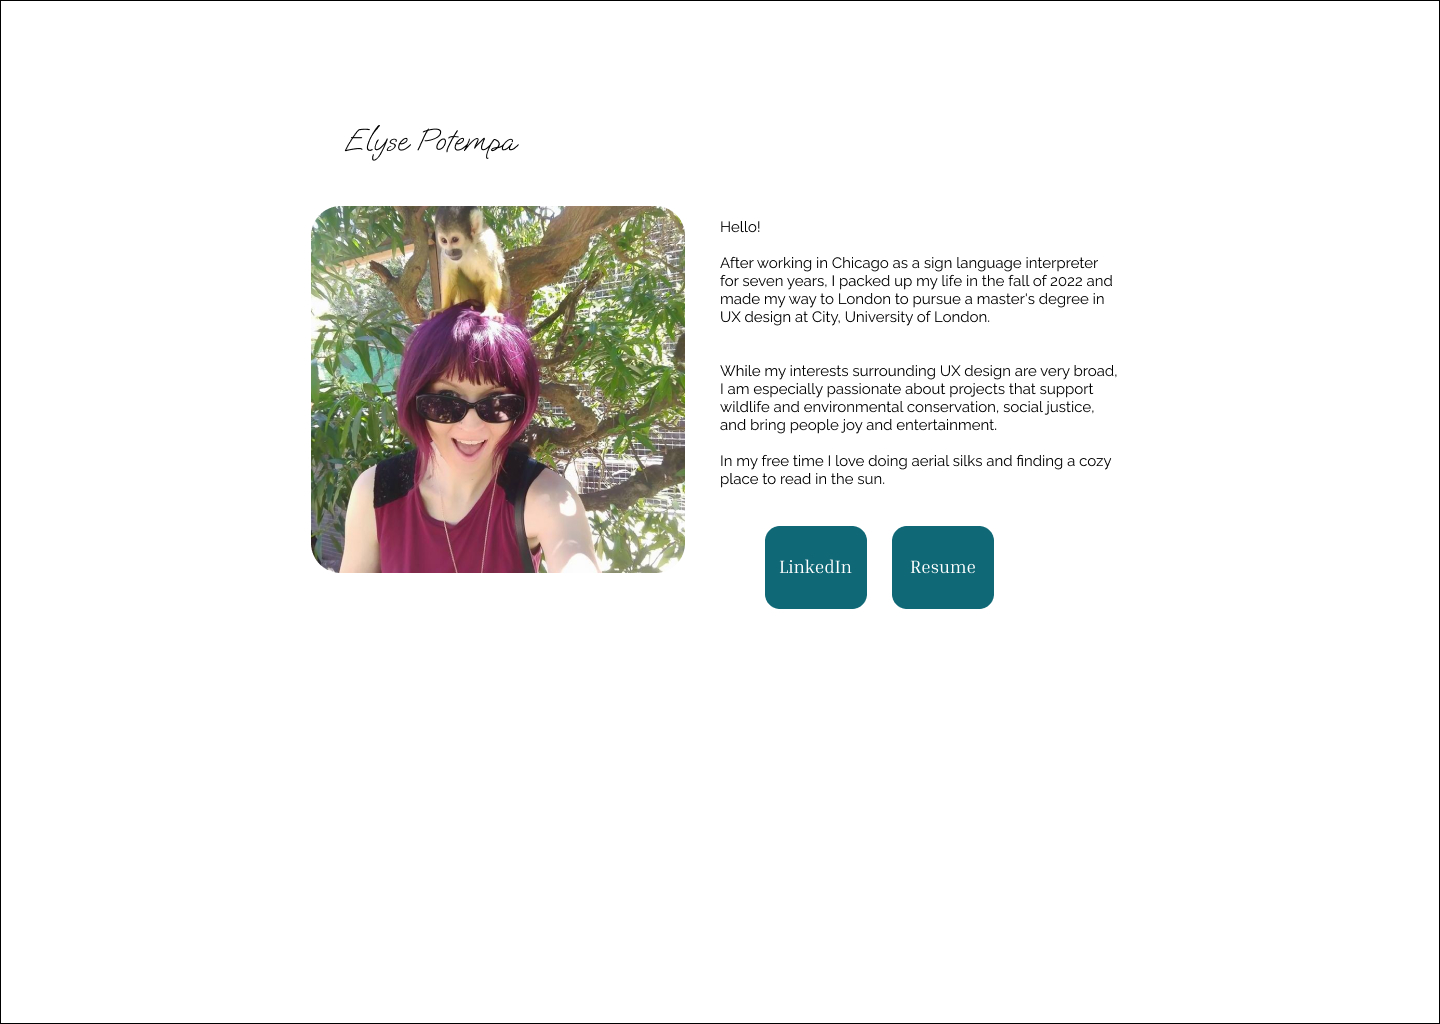 Elyse Potempa
Hello!
After working in Chicago as a sign language interpreter
for seven years, I packed up my life in the fall of 2022 and
made my way to London to pursue a master's degree in
UX design at City, University of London.
While my interests surrounding UX design are very broad,
I am especially passionate about projects that support
wildlife and environmental conservation, social justice,
and bring people joy and entertainment.
In my free time I love doing aerial silks and finding a cozy
place to read in the sun.
LinkedIn
Resume